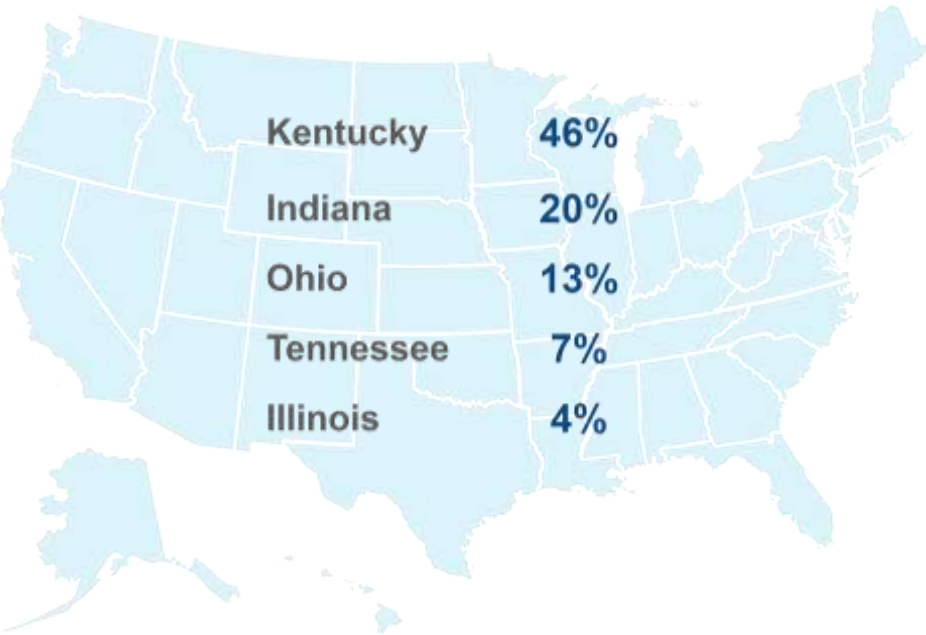 Kentucky 46%
Indiana 20%
Ohio 13%
Tennessee 7%
Illinois 4%